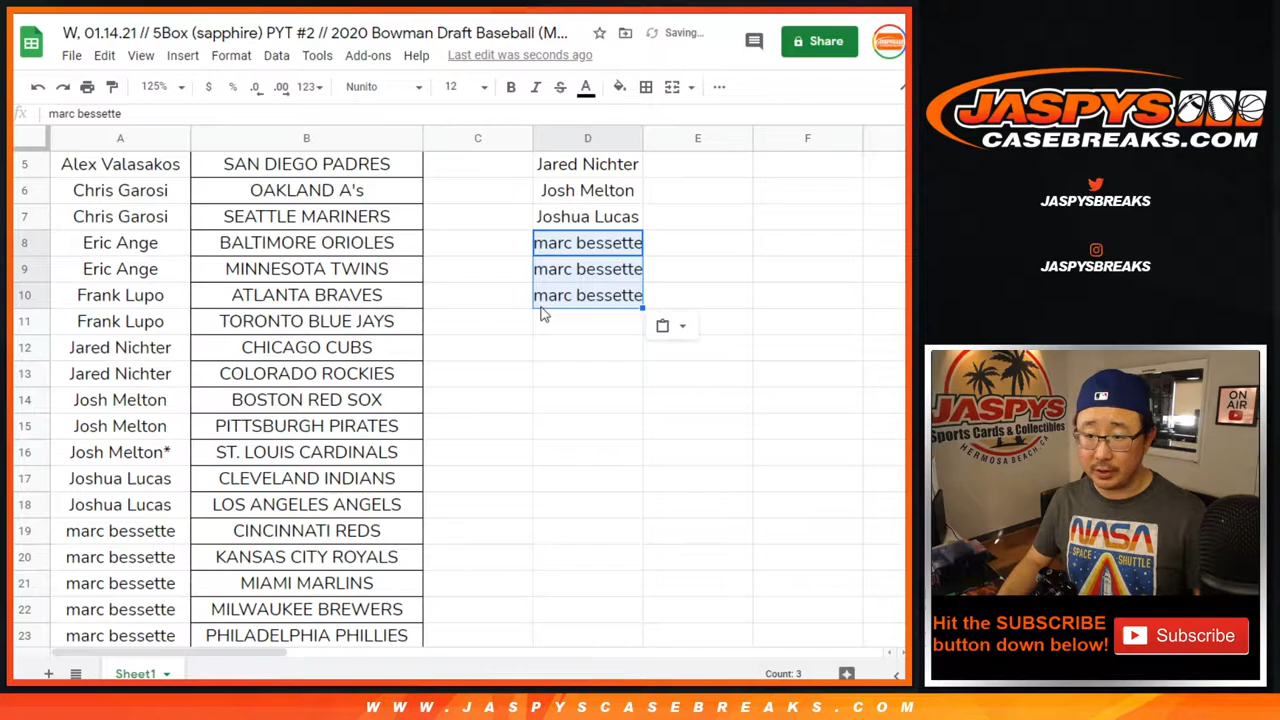 W, 01.14.21 // 5Box (sapphire) PYT #2 // 2020 Bowman Draft Baseball (M...
Saving...
Share
File Edit View Insert Format Data Tools Add-ons Help Last edit was seconds ago
125% $ % .0 .00 123 Nunito 12 B I S A
fx marc bessette
A B C D E F
5 Alex Valasakos SAN DIEGO PADRES Jared Nichter
6 Chris Garosi OAKLAND A's Josh Melton
7 Chris Garosi SEATTLE MARINERS Joshua Lucas
8 Eric Ange BALTIMORE ORIOLES marc bessette
9 Eric Ange MINNESOTA TWINS marc bessette
10 Frank Lupo ATLANTA BRAVES marc bessette
11 Frank Lupo TORONTO BLUE JAYS
12 Jared Nichter CHICAGO CUBS
13 Jared Nichter COLORADO ROCKIES
14 Josh Melton BOSTON RED SOX
15 Josh Melton PITTSBURGH PIRATES
16 Josh Melton* ST. LOUIS CARDINALS
17 Joshua Lucas CLEVELAND INDIANS
18 Joshua Lucas LOS ANGELES ANGELS
19 marc bessette CINCINNATI REDS
20 marc bessette KANSAS CITY ROYALS
21 marc bessette MIAMI MARLINS
22 marc bessette MILWAUKEE BREWERS
23 marc bessette PHILADELPHIA PHILLIES
Sheet1
Count: 3
JASPYS
CASEBREAKS.COM
JASPYSBREAKS
JASPYSBREAKS
JASPYS
Sports Cards & Collectibles
HERMOSA BEACH, CA
ON AIR
NASA
SPACE SHUTTLE
Hit the SUBSCRIBE
button down below!
Subscribe
WWW.JASPYSCASEBREAKS.COM